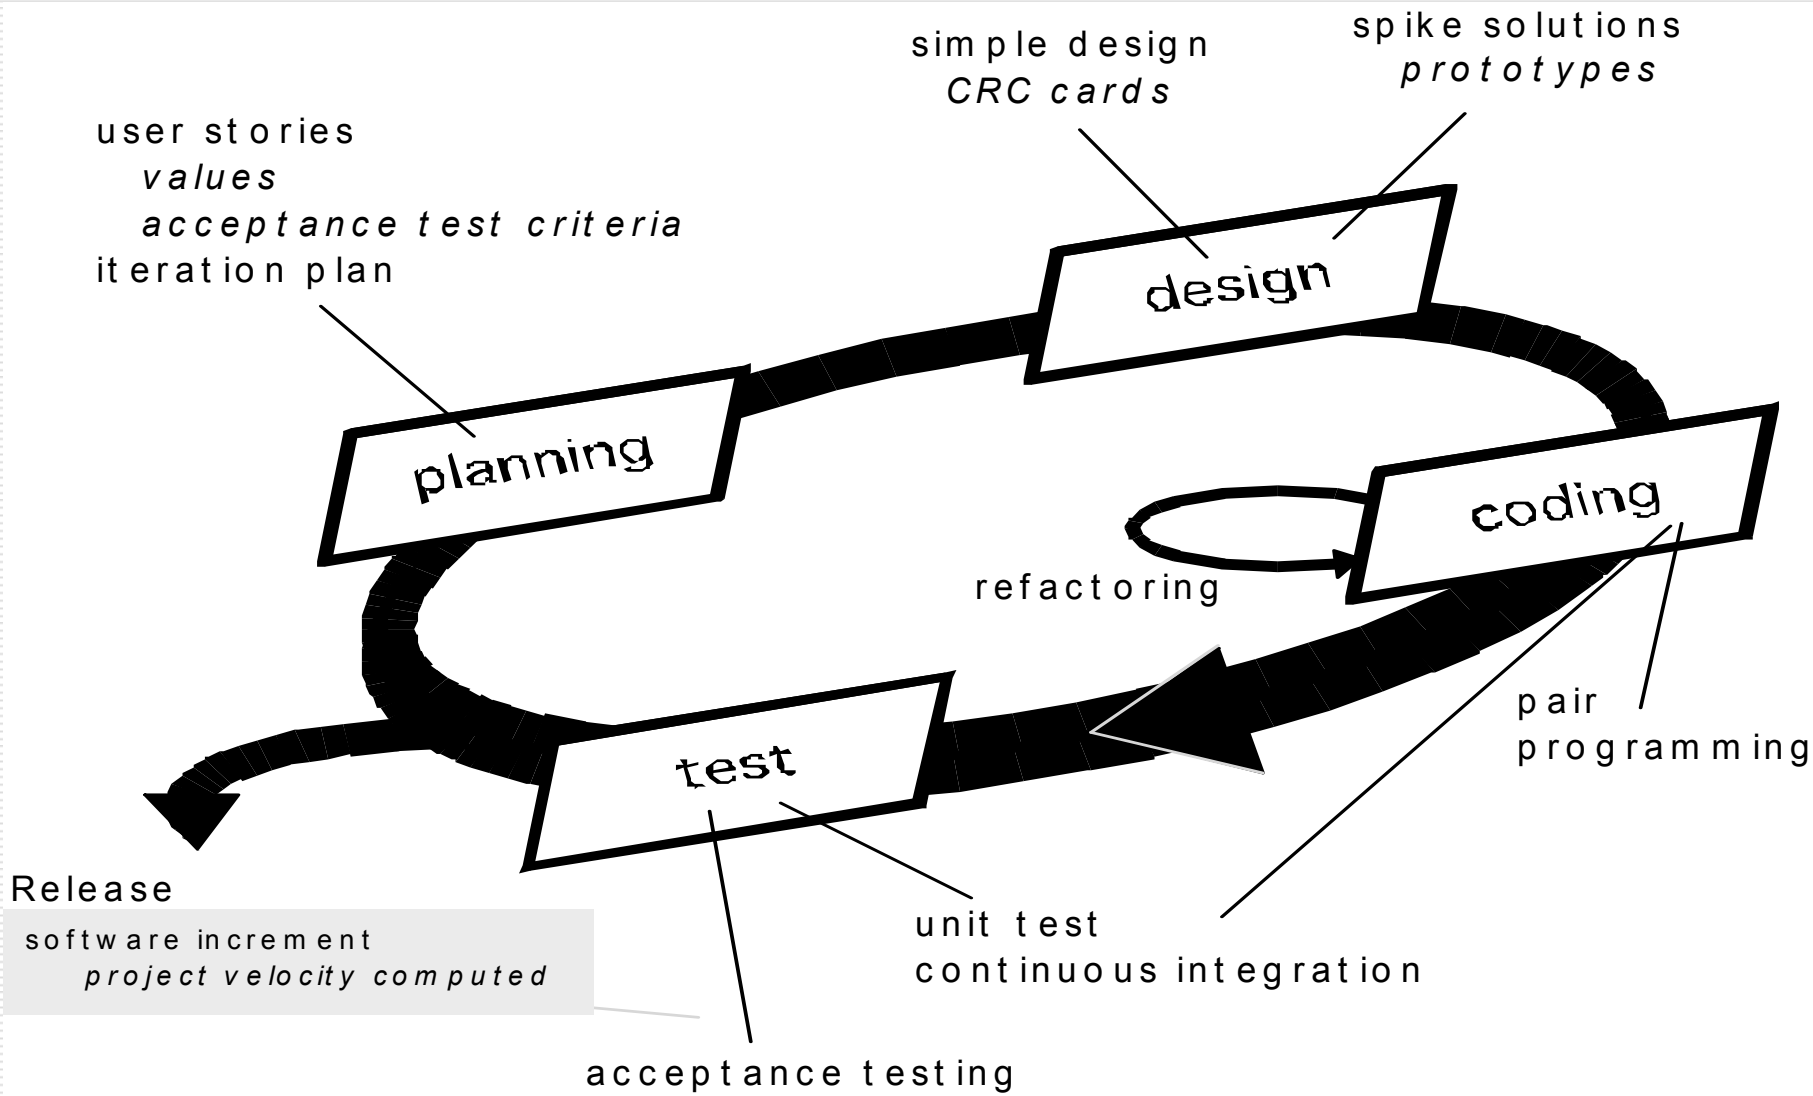 spike solutions
prototypes
simple design
CRC cards
user stories
values
acceptance test criteria
iteration plan
design
planning
coding
refactoring
pair
programming
test
Release
software increment
project velocity computed
unit test
continuous integration
acceptance testing